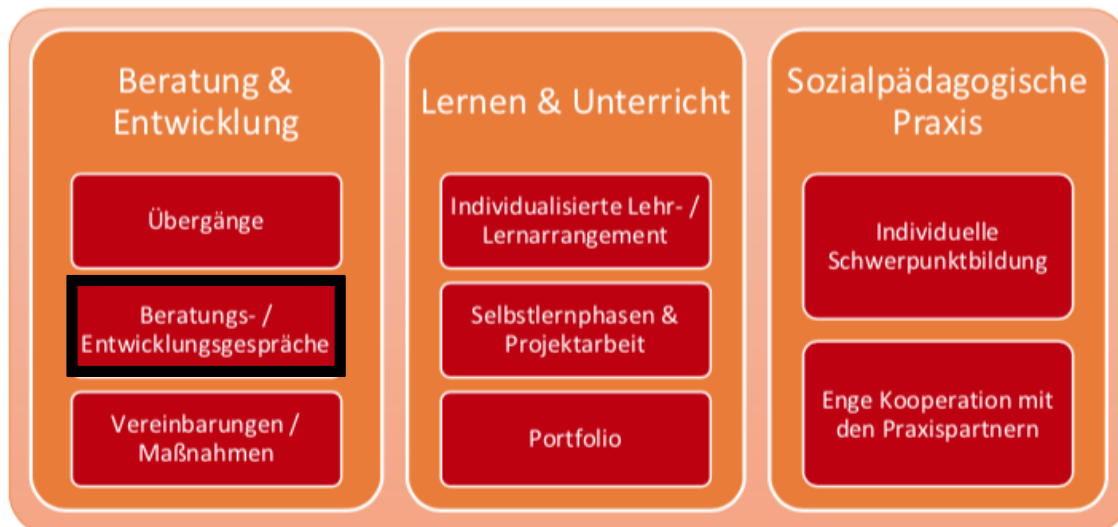 Beratung &
Entwicklung
Übergänge
Beratungs- /
Entwicklungsgespräche
Vereinbarungen /
Maßnahmen
Lernen & Unterricht
Individualisierte Lehr- /
Lernarrangement
Selbstlernphasen &
Projektarbeit
Portfolio
Sozialpädagogische
Praxis
Individuelle
Schwerpunktbildung
Enge Kooperation mit
den Praxispartnern